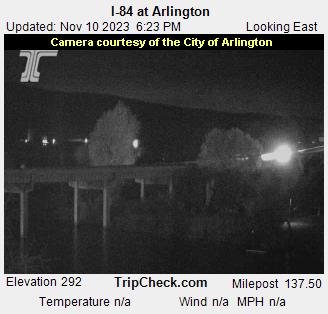 I-84 at Arlington
Updated: Nov 10 2023 6:23 PM Looking East
Camera courtesy of the City of Arlington
Elevation 292 TripCheck.com Milepost 137.50
Temperature n/a Wind n/a MPH n/a